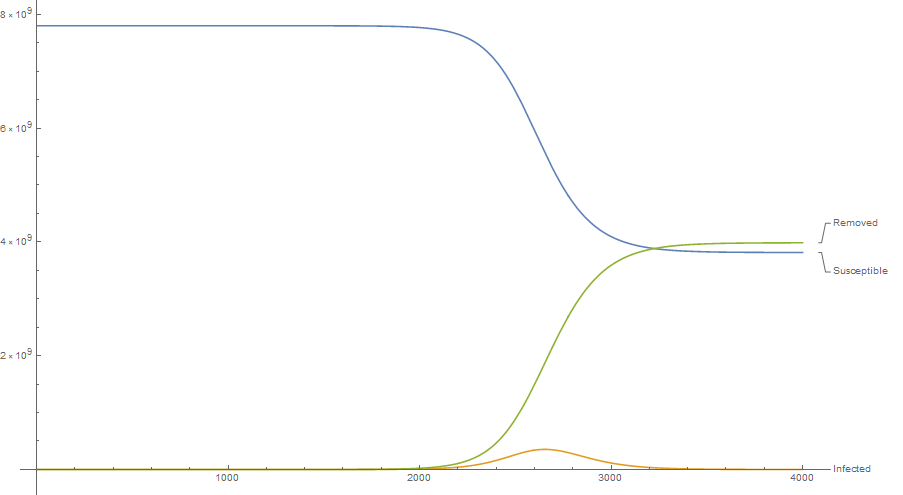 8 × 10⁹
6 × 10⁹
4 × 10⁹
2 × 10⁹
Removed
Susceptible
Infected
1000 2000 3000 4000